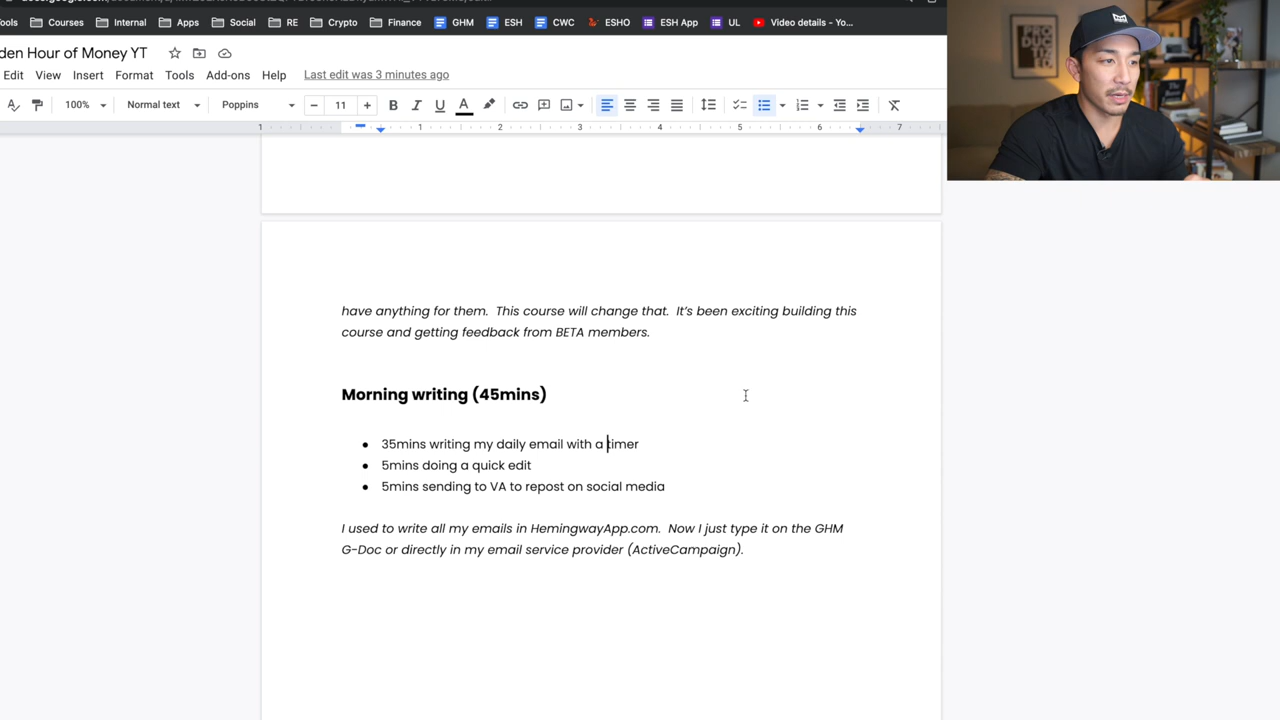 Tools Courses Internal Apps Social RE Crypto Finance GHM ESH CWC ESHO ESH App UL Video details - Yo...
den Hour of Money YT
Edit View Insert Format Tools Add-ons Help Last edit was 3 minutes ago
100% Normal text Poppins 11 B I U A
1 1 2 3 4 5 6 7
have anything for them. This course will change that. It's been exciting building this
course and getting feedback from BETA members.
Morning writing (45mins)
● 35mins writing my daily email with a timer
● 5mins doing a quick edit
● 5mins sending to VA to repost on social media
I used to write all my emails in HemingwayApp.com. Now I just type it on the GHM
G-Doc or directly in my email service provider (ActiveCampaign).